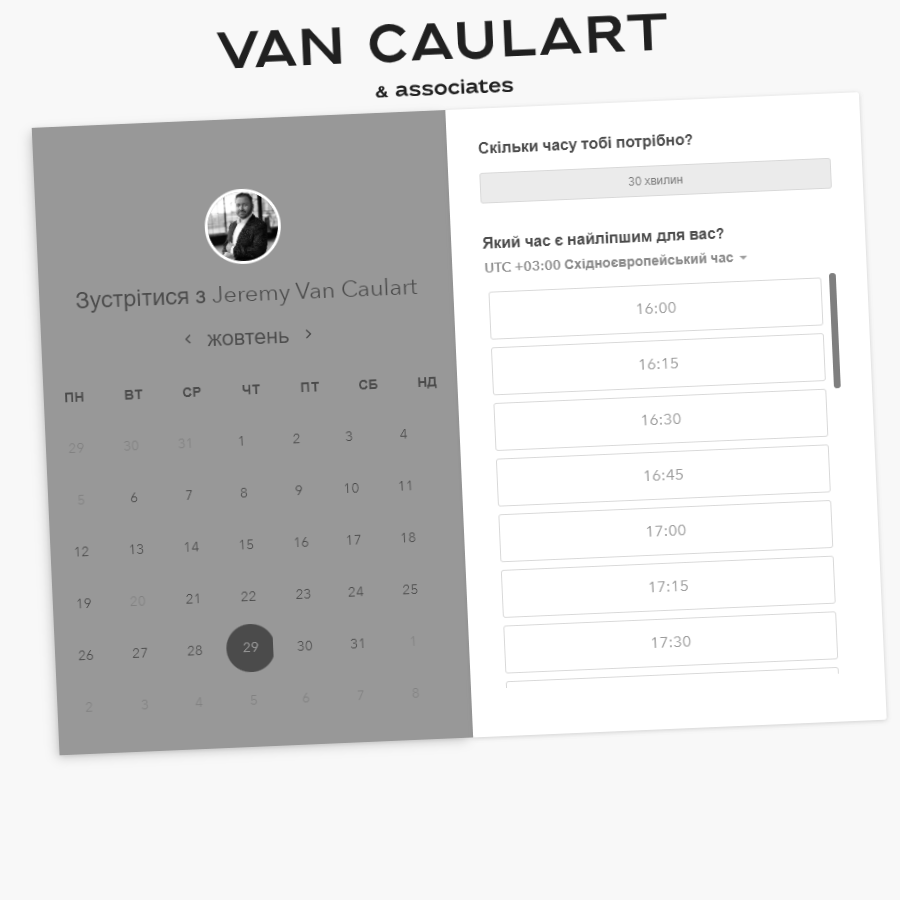 VAN CAULART
& associates
Зустрітися з Jeremy Van Caulart
жовтень
ПН ВТ СР ЧТ ПТ СБ НД
29 30 31 1 2 3 4
5 6 7 8 9 10 11
12 13 14 15 16 17 18
19 20 21 22 23 24 25
26 27 28 29 30 31 1
2 3 4 5 6 7 8
Скільки часу тобі потрібно?
30 хвилин
Який час є найліпшим для вас?
UTC +03:00 Східноєвропейський час
16:00
16:15
16:30
16:45
17:00
17:15
17:30